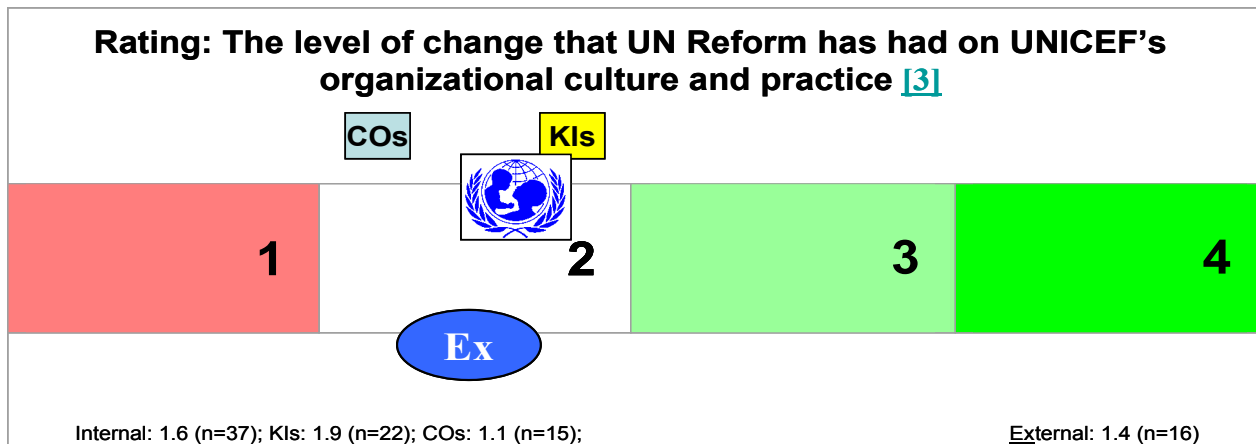 Rating: The level of change that UN Reform has had on UNICEF’s
organizational culture and practice [3]
COs KIs
1 2 3 4
Ex
Internal: 1.6 (n=37); KIs: 1.9 (n=22); COs: 1.1 (n=15); External: 1.4 (n=16)